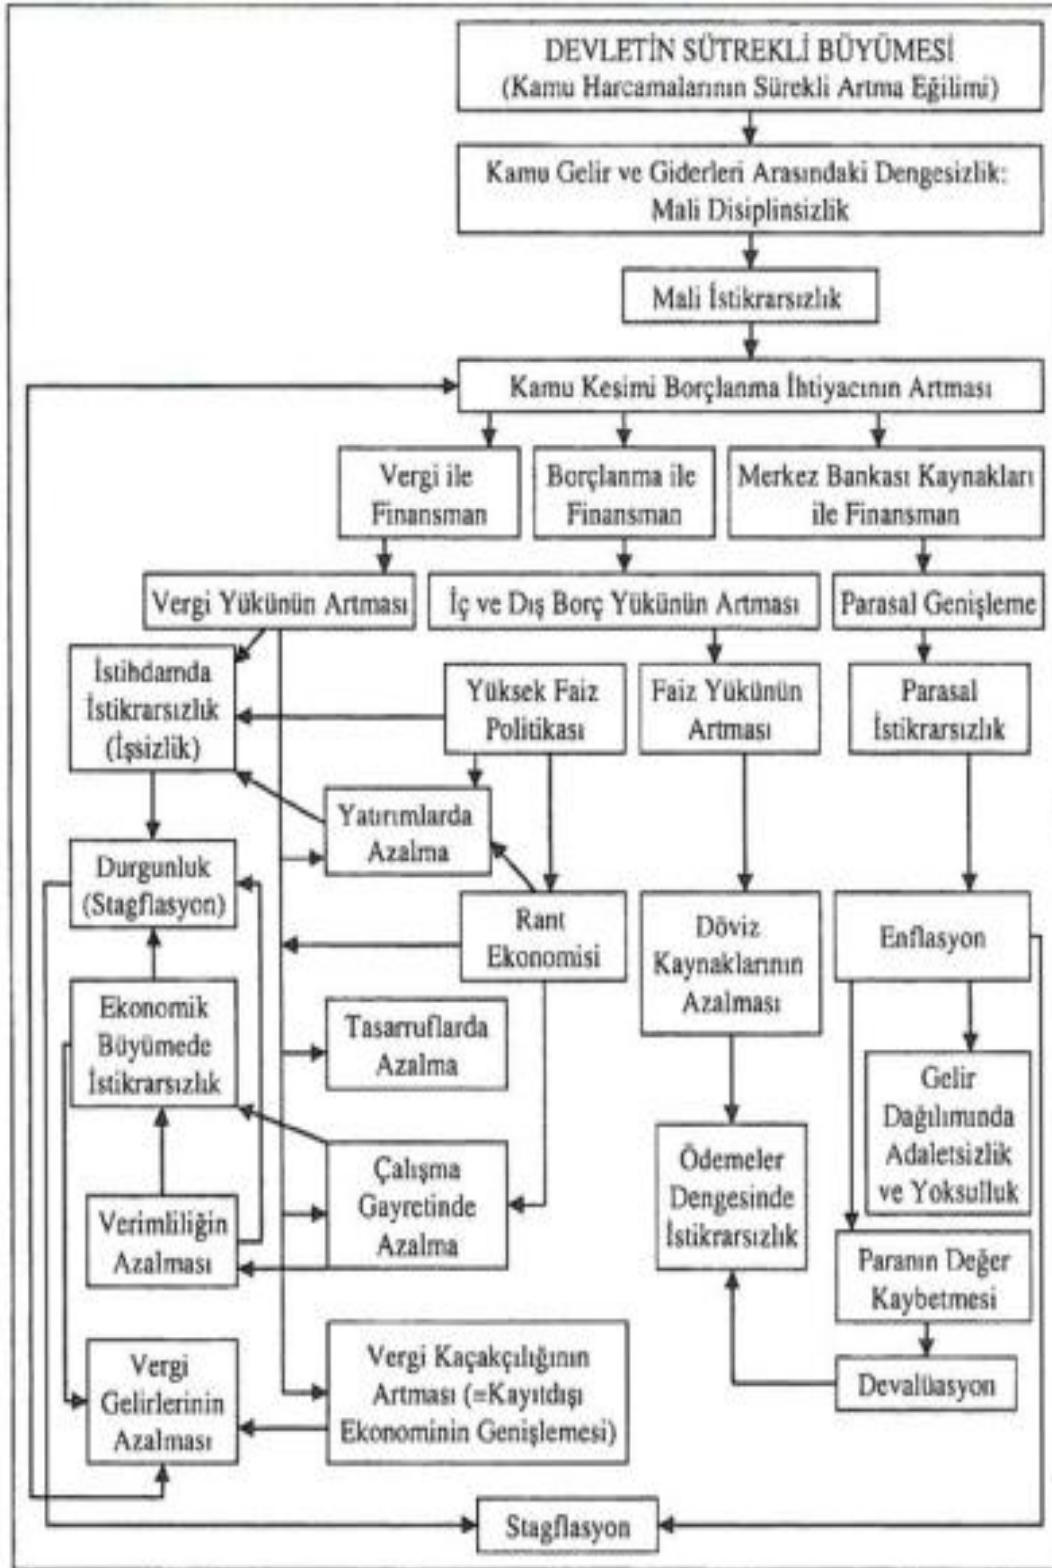 DEVLETİN SÜTREKLİ BÜYÜMESİ
(Kamu Harcamalarının Sürekli Artma Eğilimi)
Kamu Gelir ve Giderleri Arasındaki Dengesizlik:
Mali Disiplinsizlik
Mali İstikrarsızlık
Kamu Kesimi Borçlanma İhtiyacının Artması
Vergi ile
Finansman
Borçlanma ile
Finansman
Merkez Bankası Kaynakları
ile Finansman
Vergi Yükünün Artması
İç ve Dış Borç Yükünün Artması
Parasal Genişleme
İstihdamda
İstikrarsızlık
(İşsizlik)
Yüksek Faiz
Politikası
Faiz Yükünün
Artması
Parasal
İstikrarsızlık
Yatırımlarda
Azalma
Durgunluk
(Stagflasyon)
Rant
Ekonomisi
Döviz
Kaynaklarının
Azalması
Enflasyon
Ekonomik
Büyümede
İstikrarsızlık
Tasarruflarda
Azalma
Gelir
Dağılımında
Adaletsizlik
ve Yoksulluk
Çalışma
Gayretinde
Azalma
Ödemeler
Dengesinde
İstikrarsızlık
Verimliliğin
Azalması
Paranın Değer
Kaybetmesi
Vergi
Gelirlerinin
Azalması
Vergi Kaçakçılığının
Artması (=Kayıtdışı
Ekonominin Genişlemesi)
Devalüasyon
Stagflasyon